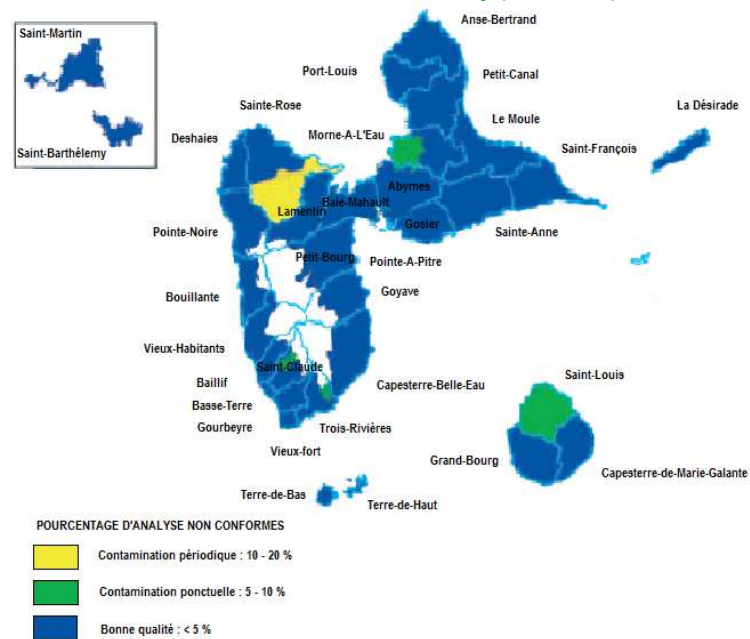 Anse-Bertrand
Saint-Martin
Port-Louis
Petit-Canal
Sainte-Rose
La Désirade
Le Moule
Deshaies
Morne-A-L'Eau
Saint-François
Saint-Barthélemy
Abymes
Baie-Mahault
Lamentin
Gosier
Sainte-Anne
Pointe-Noire
Petit-Bourg
Pointe-A-Pitre
Goyave
Bouillante
Vieux-Habitants
Saint-Claude
Saint-Louis
Baillif
Capesterre-Belle-Eau
Basse-Terre
Gourbeyre
Trois-Rivières
Vieux-fort
Grand-Bourg
Capesterre-de-Marie-Galante
Terre-de-Bas
Terre-de-Haut
POURCENTAGE D'ANALYSE NON CONFORMES
Contamination périodique : 10 - 20 %
Contamination ponctuelle : 5 - 10 %
Bonne qualité : < 5 %